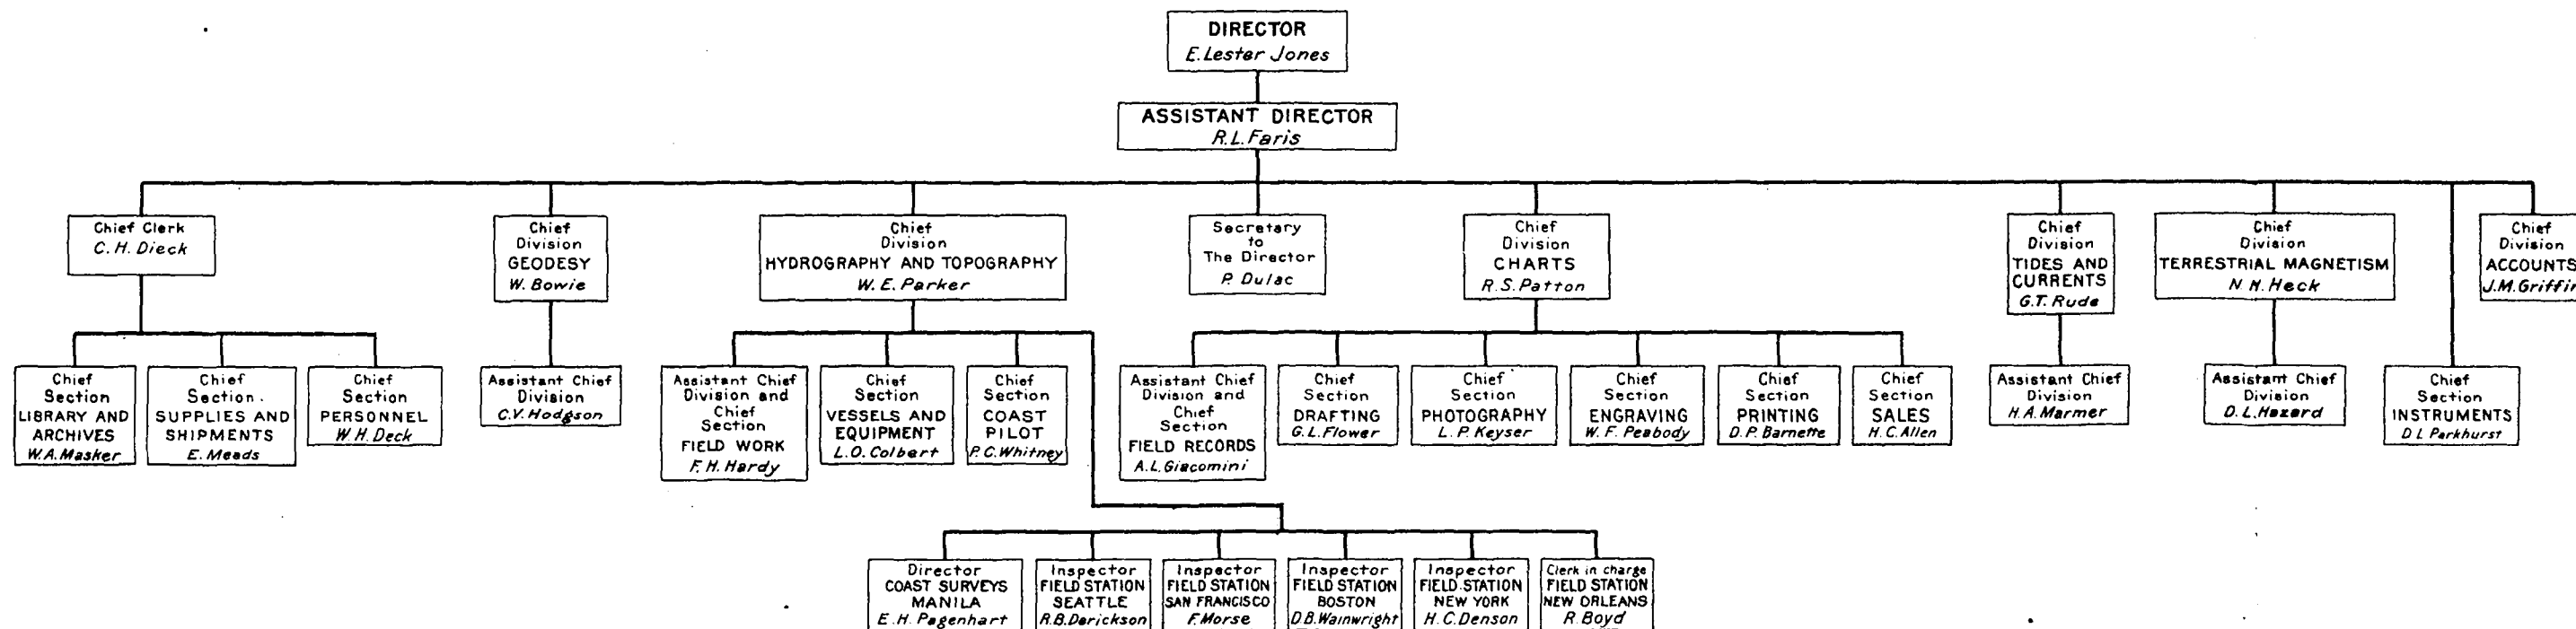 DIRECTOR
E. Lester Jones
ASSISTANT DIRECTOR
R.L. Faris
Chief Clerk
C. H. Dieck
Chief
Division
GEODESY
W. Bowie
Chief
Division
HYDROGRAPHY AND TOPOGRAPHY
W. E. Parker
Secretary
to
The Director
P. Dulac
Chief
Division
CHARTS
R. S. Patton
Chief
Division
TIDES AND
CURRENTS
G.T. Rude
Chief
Division
TERRESTRIAL MAGNETISM
N. H. Heck
Chief
Division
ACCOUNTS
J.M. Griffin
Chief
Section
LIBRARY AND
ARCHIVES
W.A. Masker
Chief
Section
SUPPLIES AND
SHIPMENTS
E. Meads
Chief
Section
PERSONNEL
W. H. Deck
Assistant Chief
Division
C.V. Hodgson
Assistant Chief
Division and
Chief
Section
FIELD WORK
F. H. Hardy
Chief
Section
VESSELS AND
EQUIPMENT
L.O. Colbert
Chief
Section
COAST
PILOT
P. C. Whitney
Assistant Chief
Division and
Chief
Section
FIELD RECORDS
A.L. Giacomini
Chief
Section
DRAFTING
G.L. Flower
Chief
Section
PHOTOGRAPHY
L. P. Keyser
Chief
Section
ENGRAVING
W. F. Peabody
Chief
Section
PRINTING
D. P. Barnette
Chief
Section
SALES
H. C. Allen
Assistant Chief
Division
H. A. Marmer
Assistant Chief
Division
D. L. Hazard
Chief
Section
INSTRUMENTS
D L Parkhurst
Director
COAST SURVEYS
MANILA
E. H. Pagenhart
Inspector
FIELD STATION
SEATTLE
R.B. Derickson
Inspector
FIELD STATION
SAN FRANCISCO
F. Morse
Inspector
FIELD STATION
BOSTON
D.B. Wainwright
Inspector
FIELD STATION
NEW YORK
H. C. Denson
Clerk in charge
FIELD STATION
NEW ORLEANS
R. Boyd